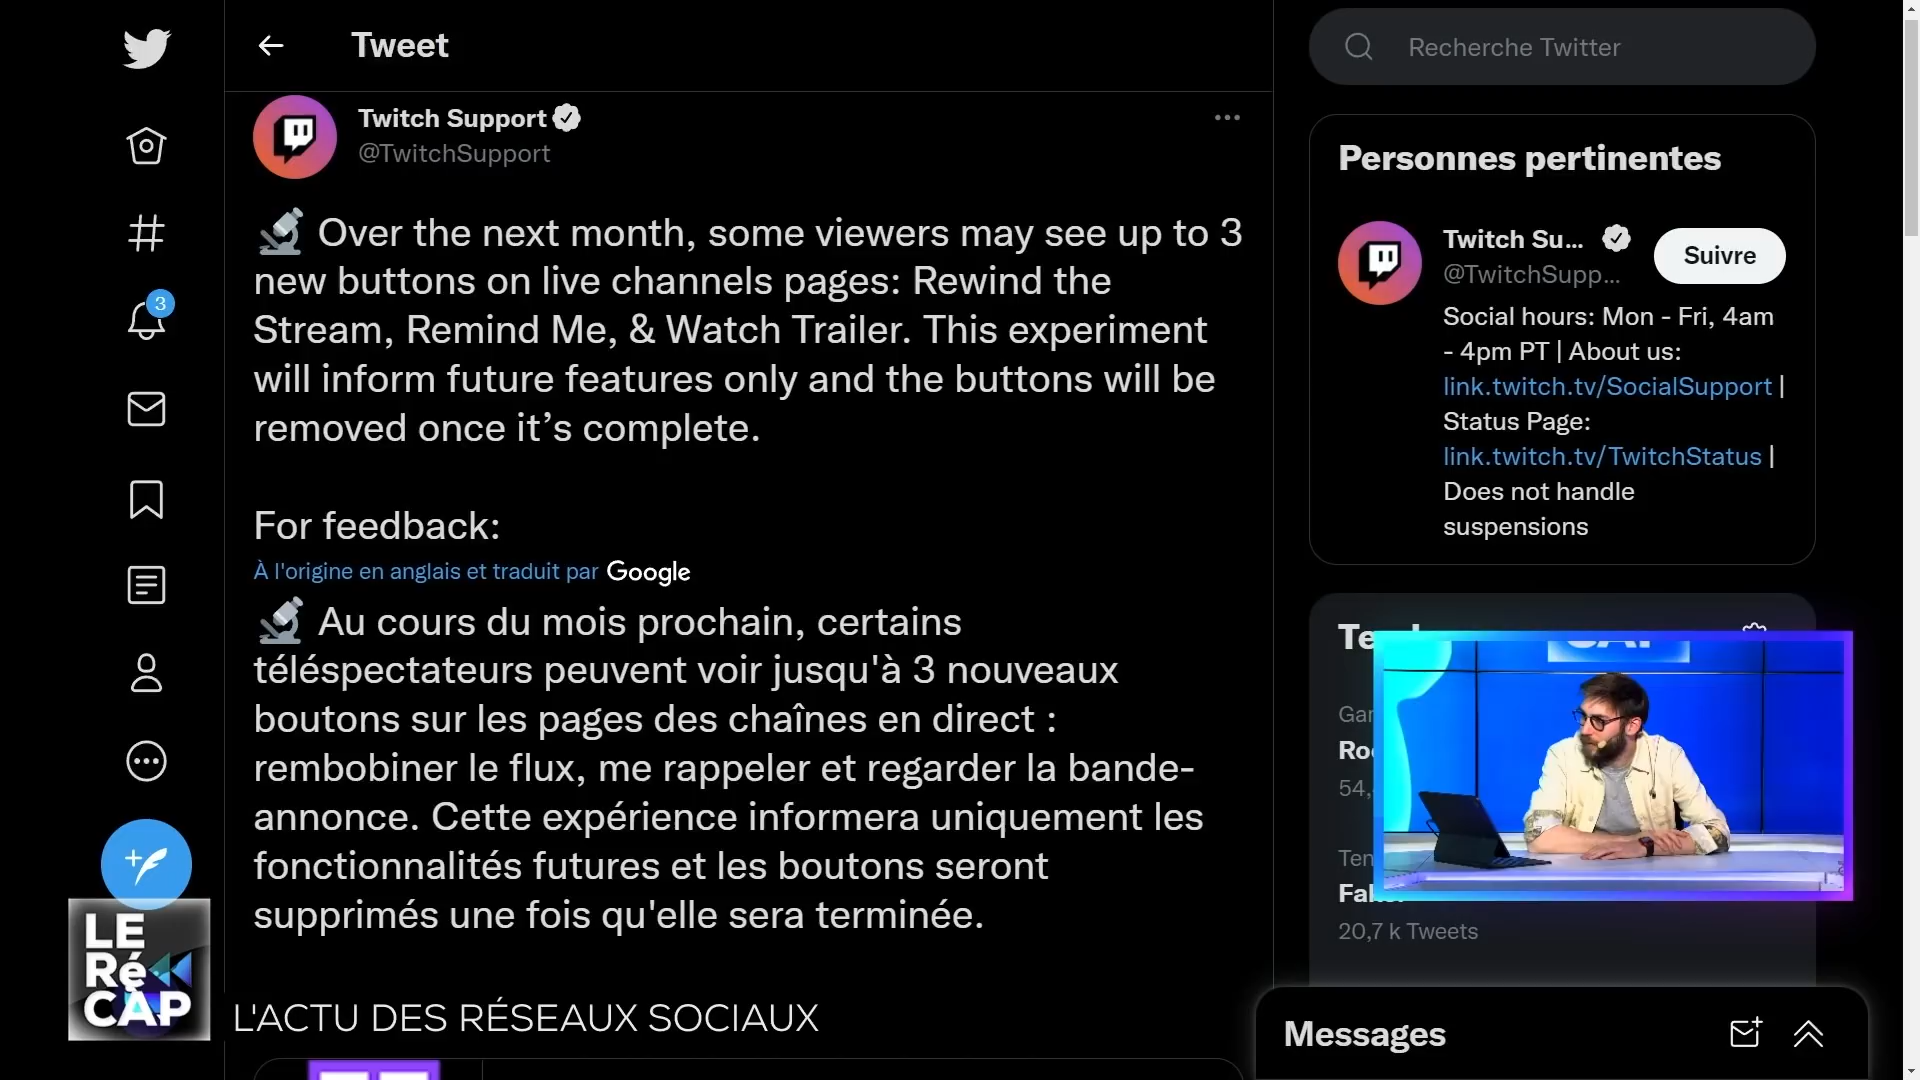 Tweet
Twitch Support
@TwitchSupport
Over the next month, some viewers may see up to 3
new buttons on live channels pages: Rewind the
Stream, Remind Me, & Watch Trailer. This experiment
will inform future features only and the buttons will be
removed once it’s complete.
For feedback:
À l'origine en anglais et traduit par Google
Au cours du mois prochain, certains
téléspectateurs peuvent voir jusqu'à 3 nouveaux
boutons sur les pages des chaînes en direct :
rembobiner le flux, me rappeler et regarder la bande-
annonce. Cette expérience informera uniquement les
fonctionnalités futures et les boutons seront
supprimés une fois qu'elle sera terminée.
3
Recherche Twitter
Personnes pertinentes
Twitch Su...
@TwitchSupp...
Suivre
Social hours: Mon - Fri, 4am
- 4pm PT | About us:
link.twitch.tv/SocialSupport |
Status Page:
link.twitch.tv/TwitchStatus |
Does not handle
suspensions
20,7 k Tweets
Messages
LE
Ré
CAP
L'ACTU DES RÉSEAUX SOCIAUX